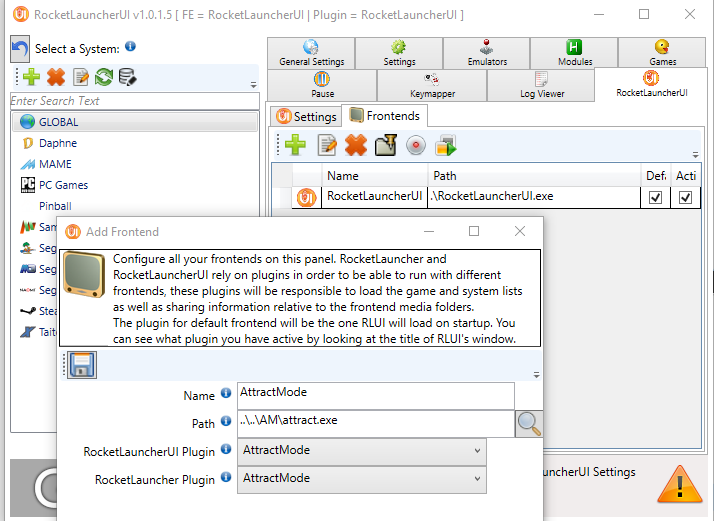 RocketLauncherUI v1.0.1.5 [ FE = RocketLauncherUI | Plugin = RocketLauncherUI ]
Select a System:
General Settings Settings Emulators Modules Games
Pause Keymapper Log Viewer RocketLauncherUI
Enter Search Text
Settings Frontends
GLOBAL
Daphne
MAME
PC Games
Pinball
Sam
Seg
Seg
Seg
Stea
Taito
Name Path Def Acti
RocketLauncherUI .\RocketLauncherUI.exe
Add Frontend
Configure all your frontends on this panel. RocketLauncher and
RocketLauncherUI rely on plugins in order to be able to run with different
frontends, these plugins will be responsible to load the game and system lists
as well as sharing information relative to the frontend media folders.
The plugin for default frontend will be the one RLUI will load on startup. You
can see what plugin you have active by looking at the title of RLUI's window.
Name AttractMode
Path ..\..\AM\attract.exe
RocketLauncherUI Plugin AttractMode
RocketLauncher Plugin AttractMode
uncherUI Settings